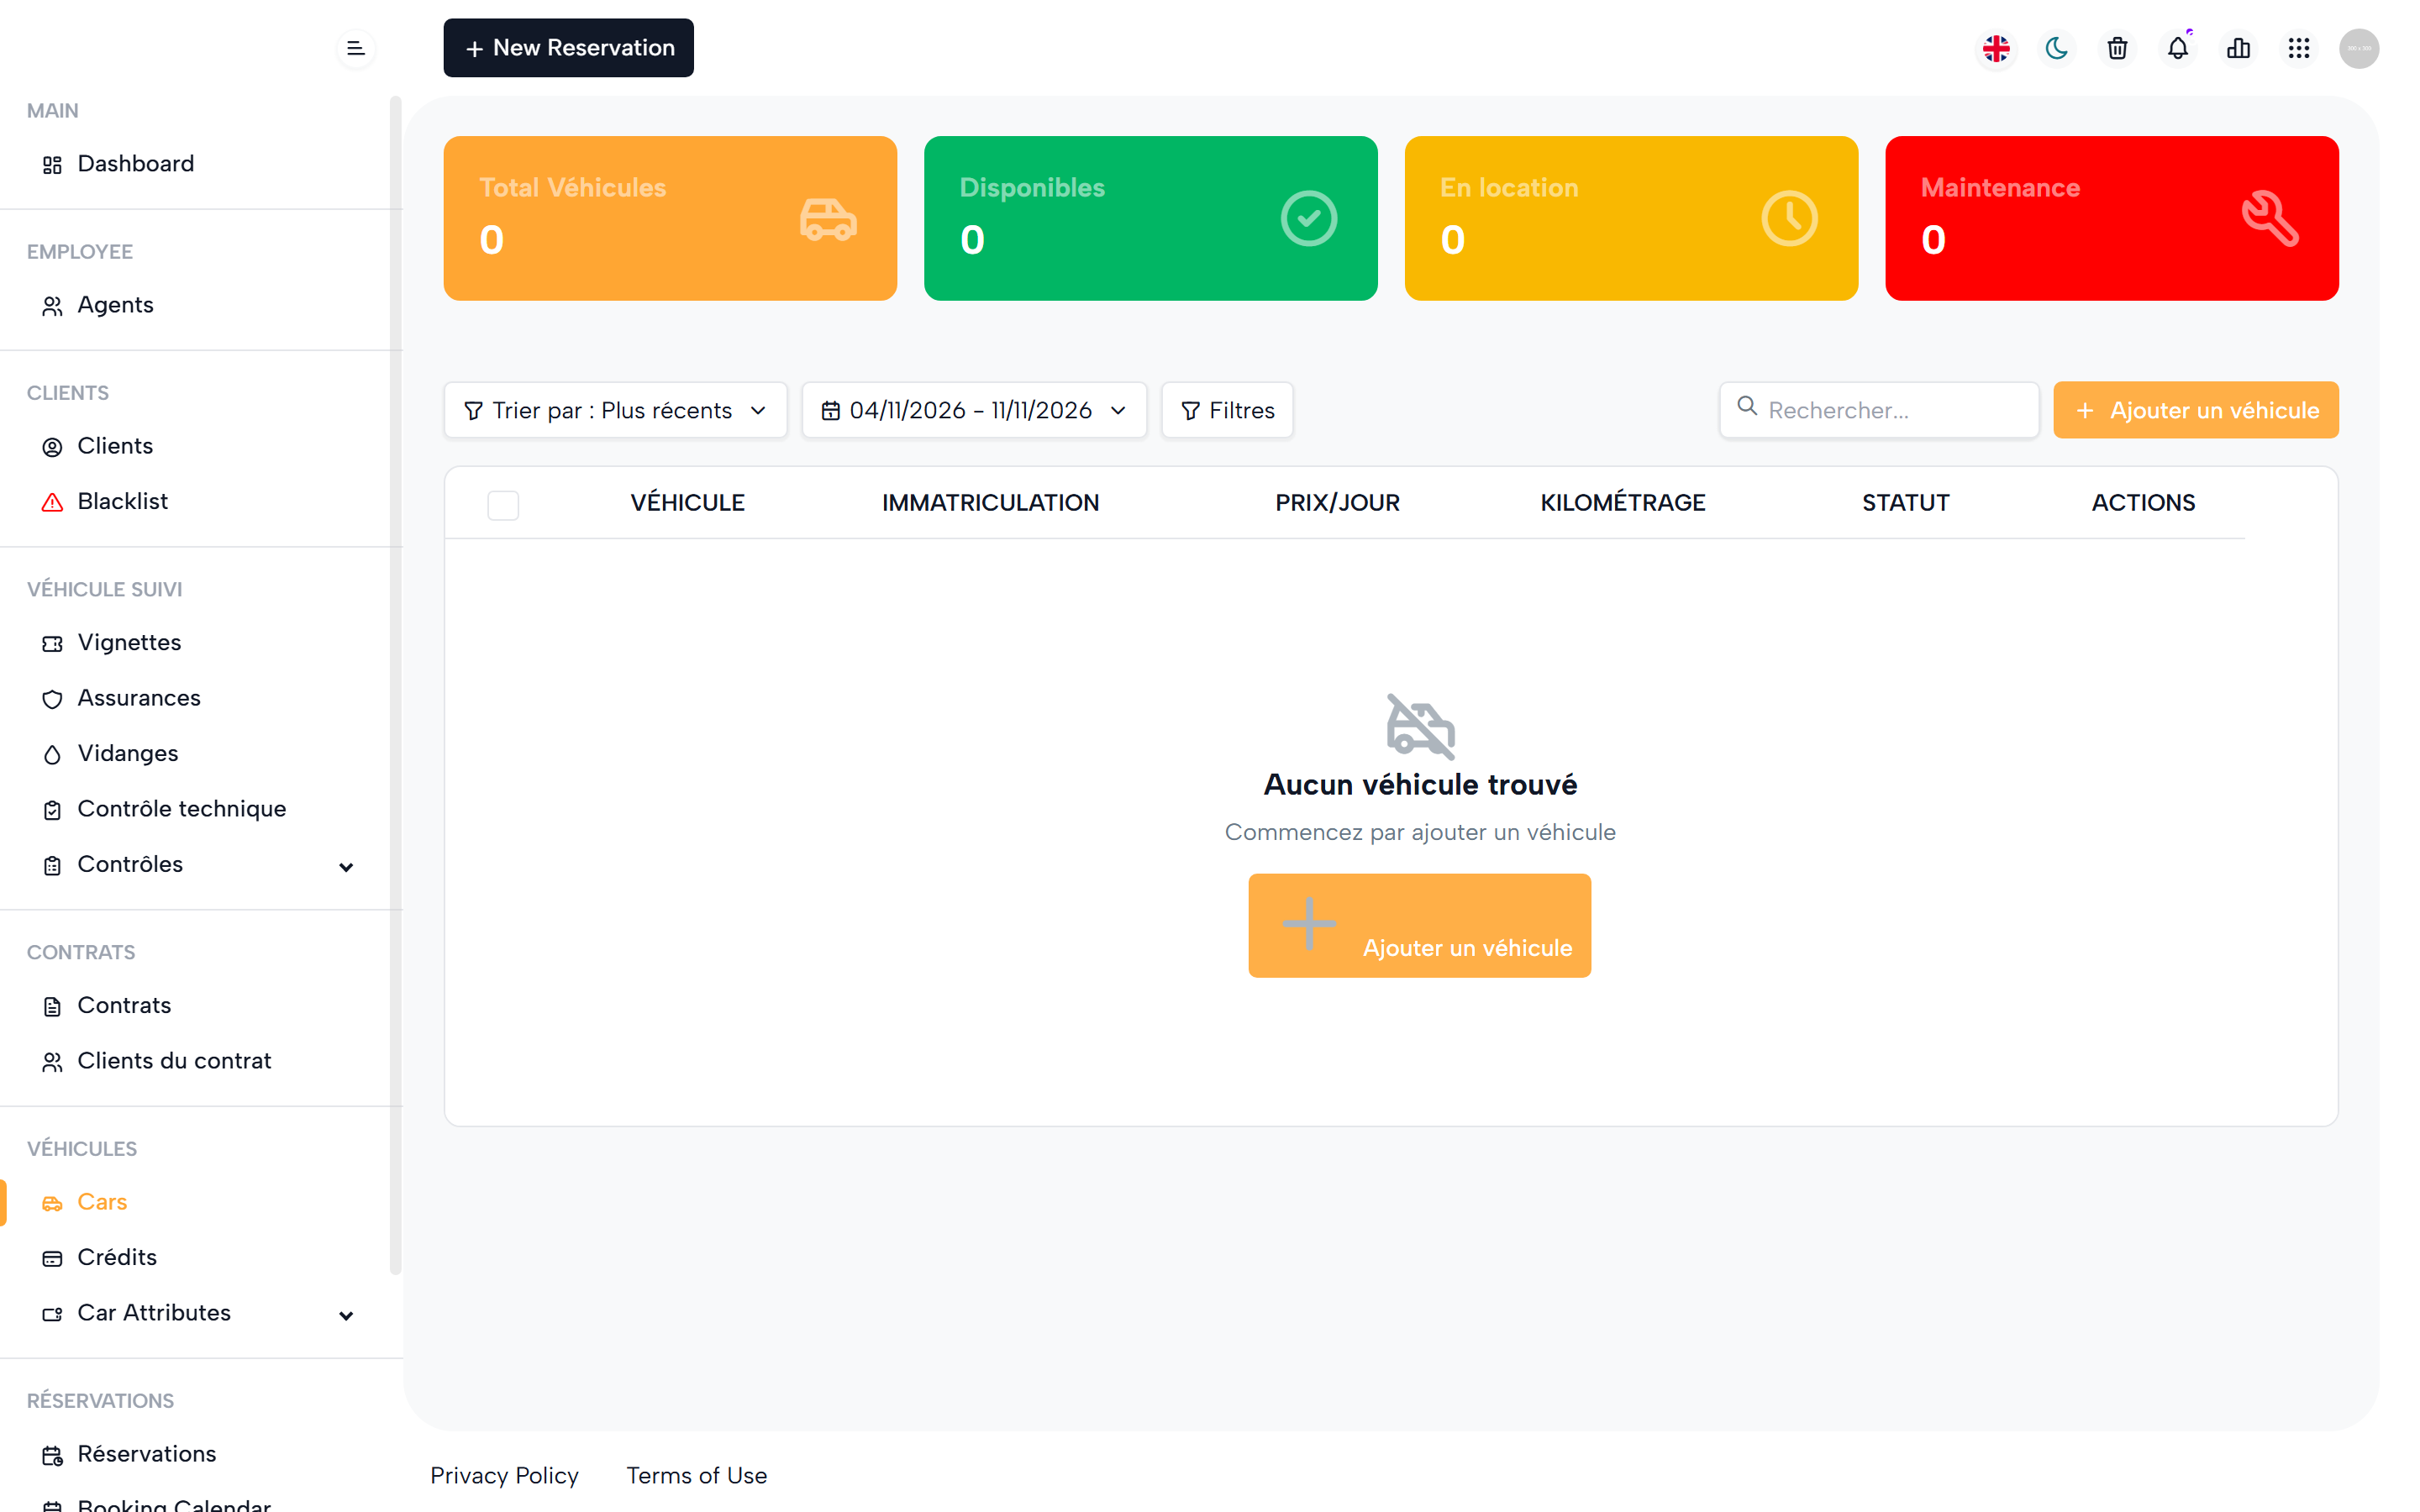 New Reservation
MAIN
Dashboard
EMPLOYEE
Agents
CLIENTS
Clients
Blacklist
VÉHICULE SUIVI
Vignettes
Assurances
Vidanges
Contrôle technique
Contrôles
CONTRATS
Contrats
Clients du contrat
VÉHICULES
Cars
Crédits
Car Attributes
RÉSERVATIONS
Réservations
Booking Calendar
Total Véhicules
0
Disponibles
0
En location
0
Maintenance
0
Trier par : Plus récents
04/11/2026 - 11/11/2026
Filtres
Rechercher...
Ajouter un véhicule
VÉHICULE IMMATRICULATION PRIX/JOUR KILOMÉTRAGE STATUT ACTIONS
Aucun véhicule trouvé
Commencez par ajouter un véhicule
Ajouter un véhicule
Privacy Policy Terms of Use